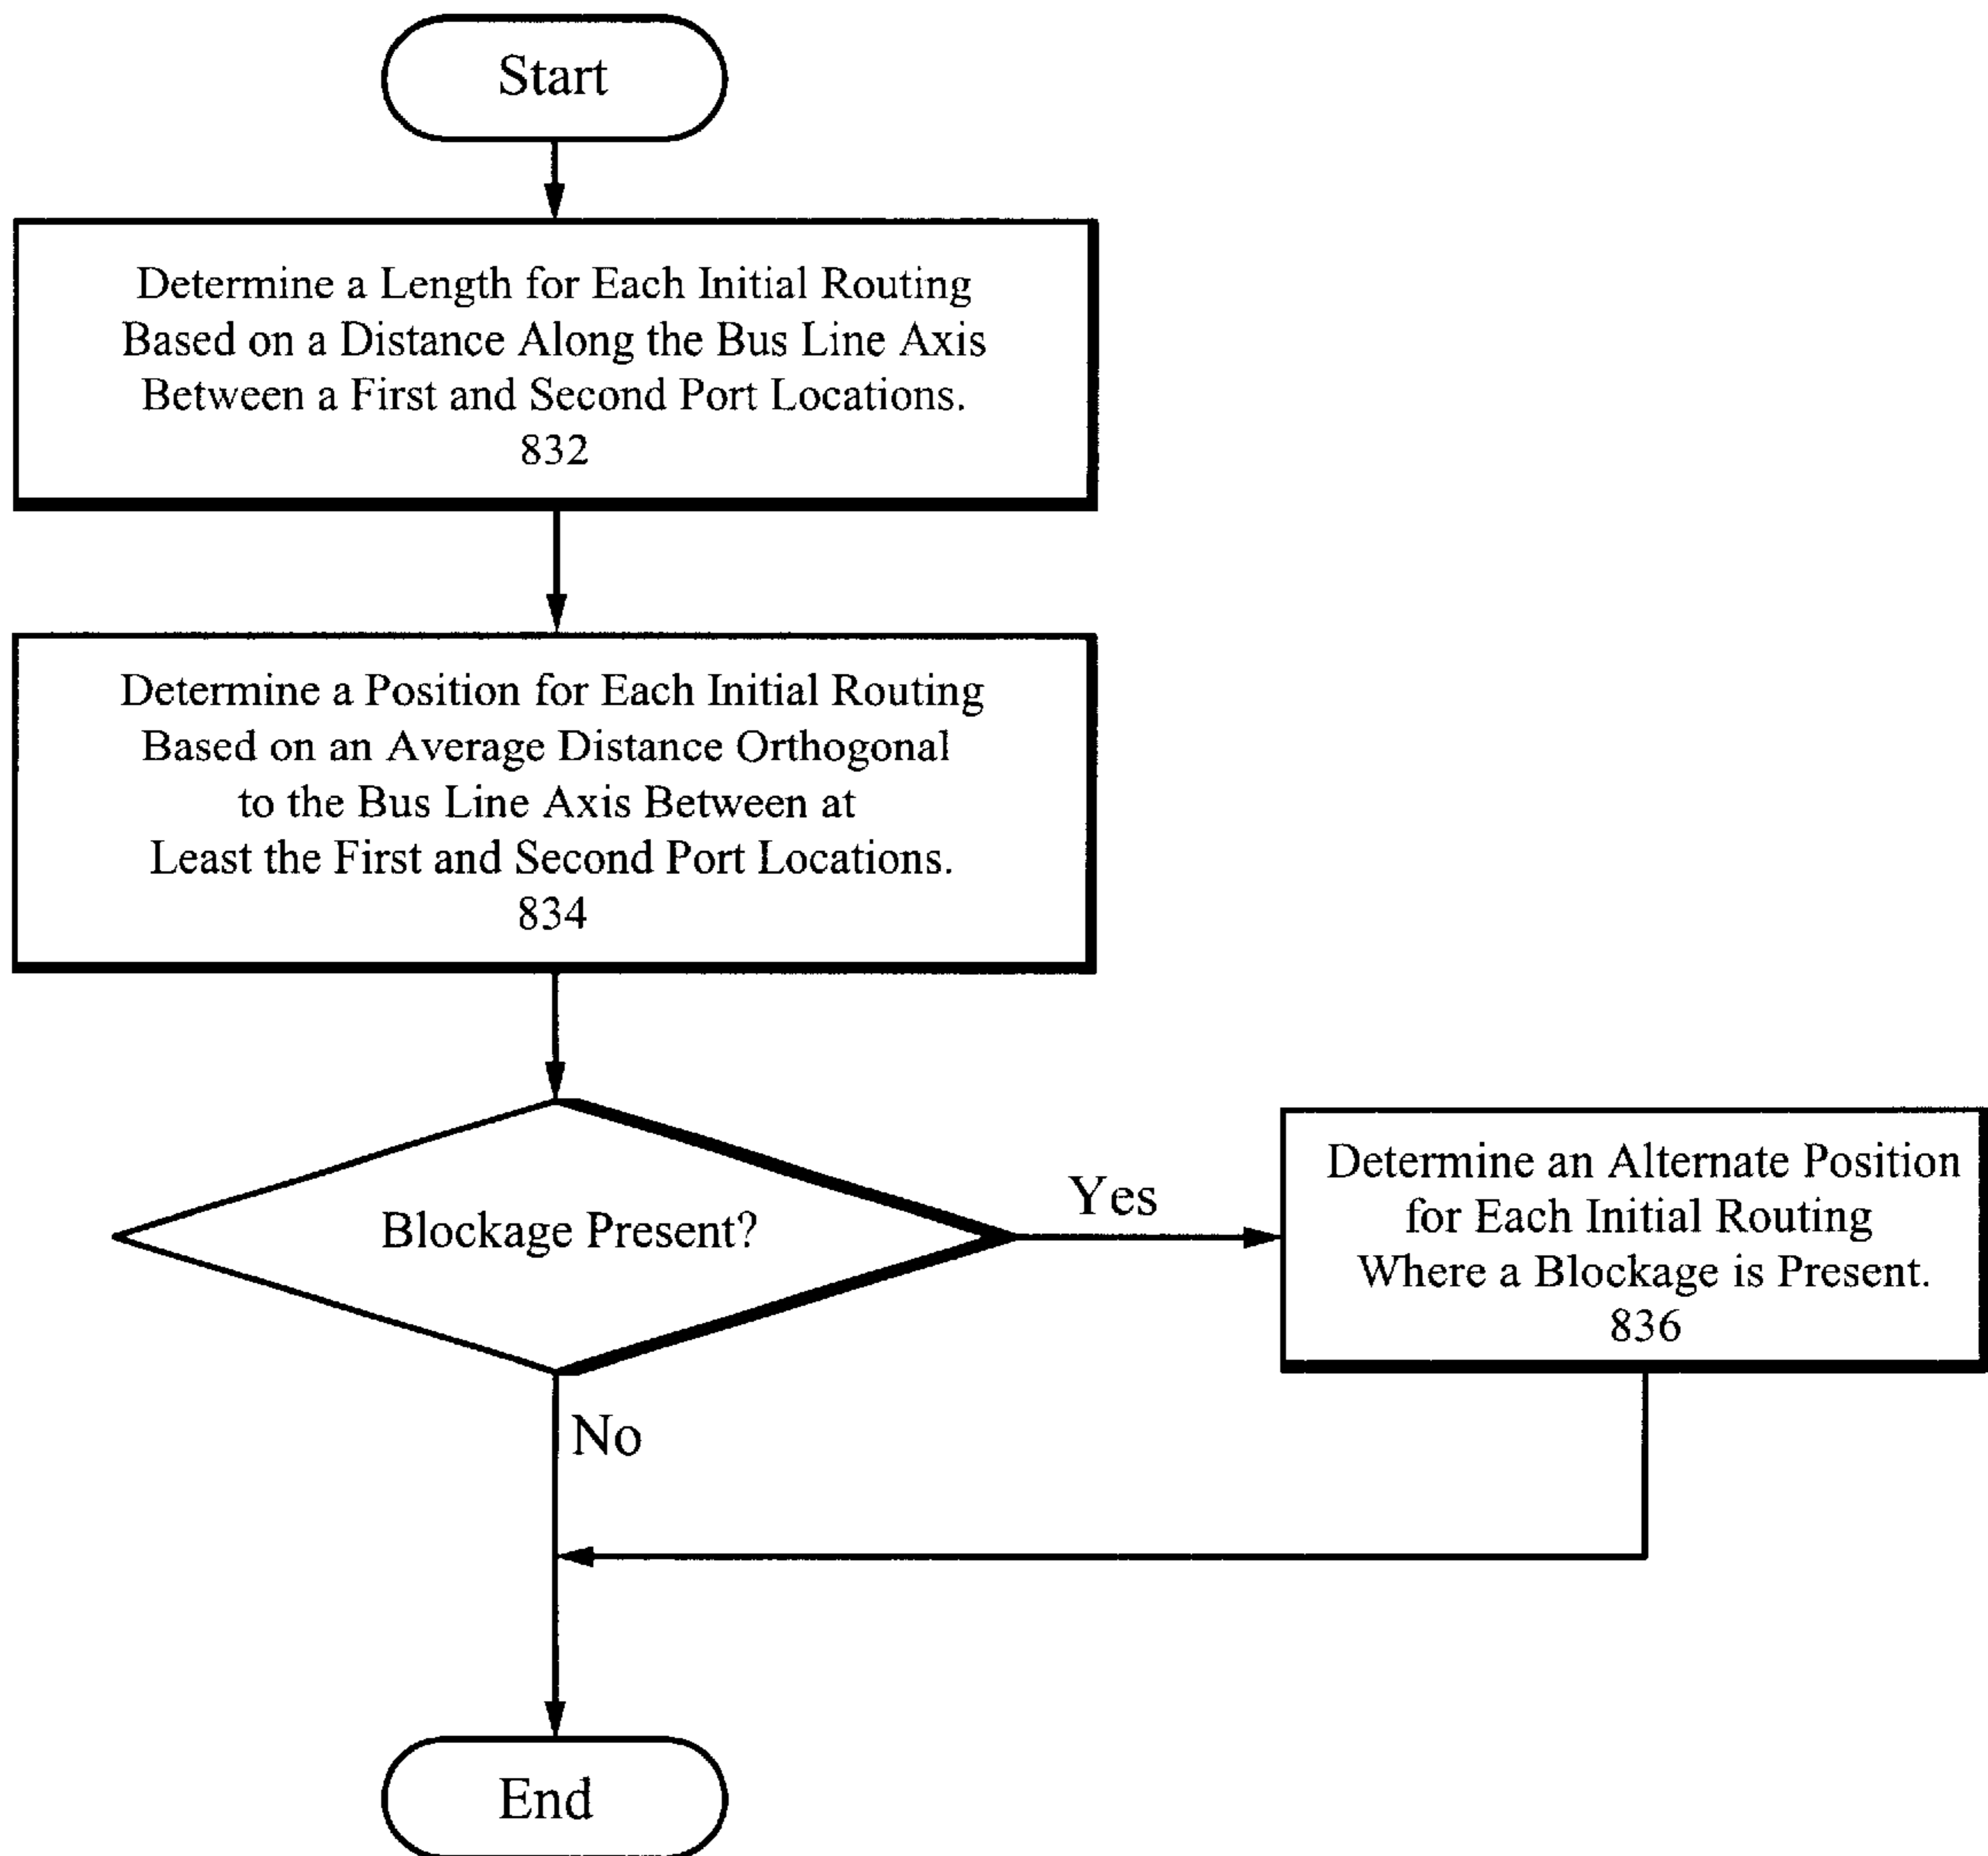 Start
Determine a Length for Each Initial Routing
Based on a Distance Along the Bus Line Axis
Between a First and Second Port Locations.
832
Determine a Position for Each Initial Routing
Based on an Average Distance Orthogonal
to the Bus Line Axis Between at
Least the First and Second Port Locations.
834
Blockage Present?
Yes
Determine an Alternate Position
for Each Initial Routing
Where a Blockage is Present.
836
No
End